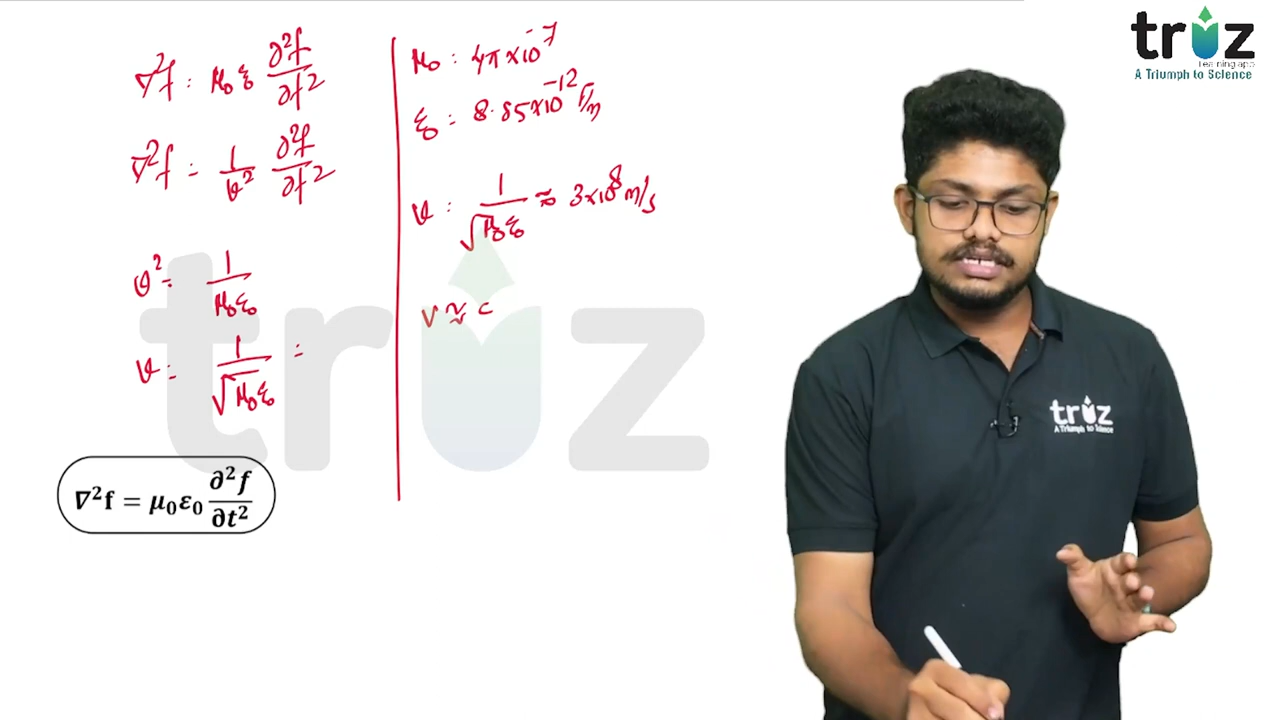 ∇²f = μ₀ε₀ ∂²f/∂t²
∇²f = 1/v² ∂²f/∂t²
v² = 1/μ₀ε₀
v = 1/√μ₀ε₀ =
∇²f = μ₀ε₀ ∂²f/∂t²
μ₀ = 4π×10⁻⁷
ε₀ = 8.85×10⁻¹² F/m
v = 1/√μ₀ε₀ ≈ 3×10⁸ m/s
v ≈ c
truz
Learning app
A Triumph to Science
truz
A Triumph to Science
truz